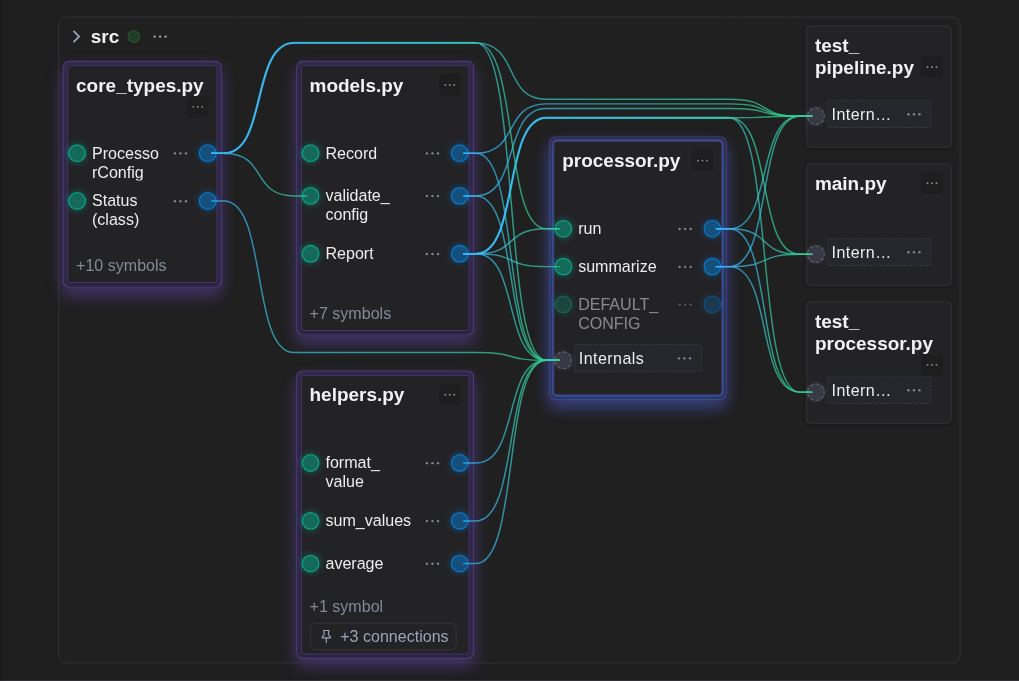 src
core_types.py
Processo
rConfig
Status
(class)
+10 symbols
models.py
Record
validate_
config
Report
+7 symbols
helpers.py
format_
value
sum_values
average
+1 symbol
+3 connections
processor.py
run
summarize
DEFAULT_
CONFIG
Internals
test_
pipeline.py
Intern...
main.py
Intern...
test_
processor.py
Intern...